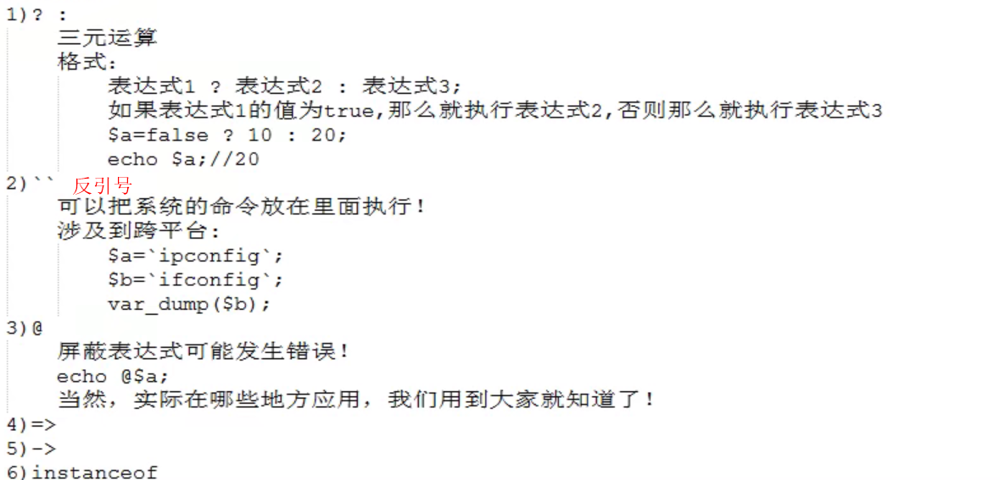 1)? :
三元运算
格式:
表达式1 ? 表达式2 : 表达式3;
如果表达式1的值为true,那么就执行表达式2,否则那么就执行表达式3
$a=false ? 10 : 20;
echo $a;//20
2)`` 反引号
可以把系统的命令放在里面执行!
涉及到跨平台:
$a=`ipconfig`;
$b=`ifconfig`;
var_dump($b);
3)@
屏蔽表达式可能发生错误!
echo @$a;
当然，实际在哪些地方应用，我们用到大家就知道了!
4)=>
5)->
6)instanceof